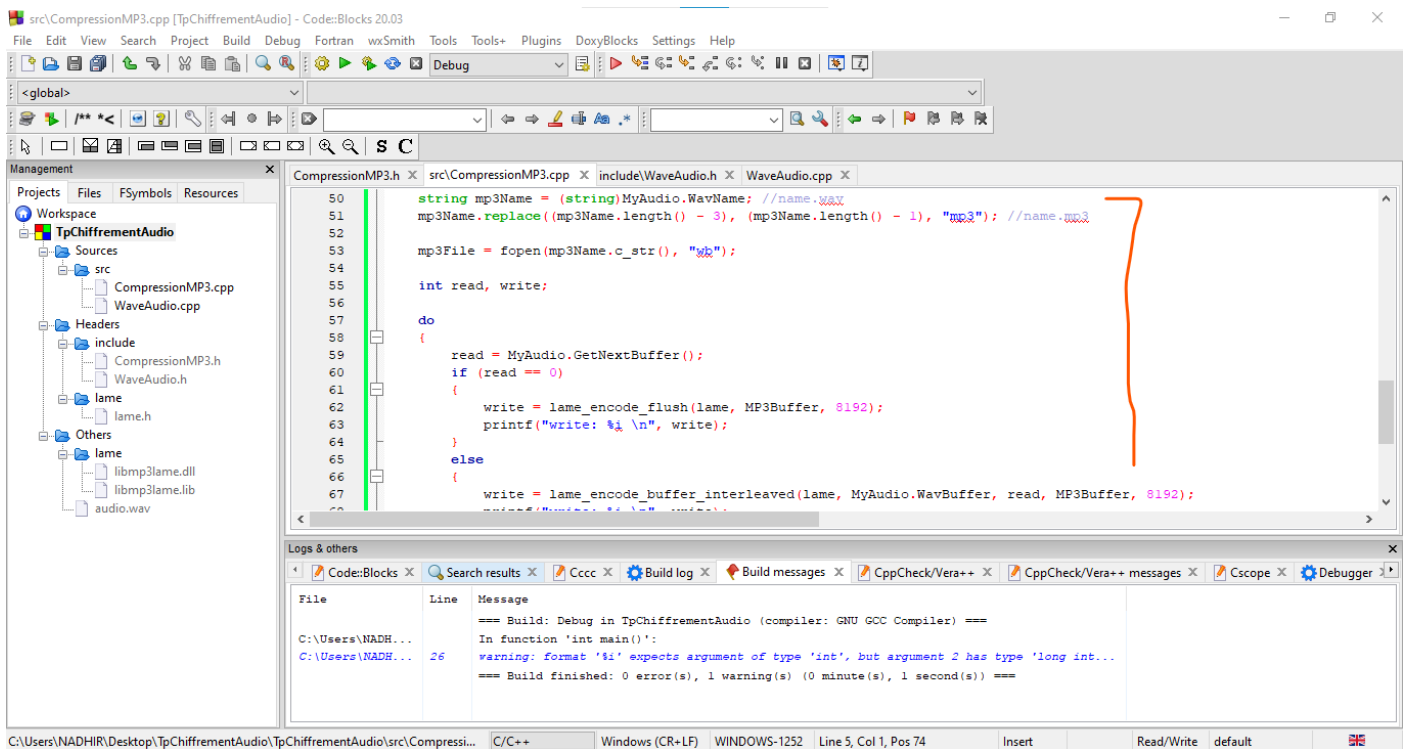 src\CompressionMP3.cpp [TpChiffrementAudio] - Code::Blocks 20.03
File Edit View Search Project Build Debug Fortran wxSmith Tools Tools+ Plugins DoxyBlocks Settings Help
Debug
<global>
/** *<
S C
Management
Projects Files FSymbols Resources
Workspace
TpChiffrementAudio
Sources
src
CompressionMP3.cpp
WaveAudio.cpp
Headers
include
CompressionMP3.h
WaveAudio.h
lame
lame.h
Others
lame
libmp3lame.dll
libmp3lame.lib
audio.wav
CompressionMP3.h src\CompressionMP3.cpp include\WaveAudio.h WaveAudio.cpp
50 string mp3Name = (string)MyAudio.WavName; //name.wav
51 mp3Name.replace((mp3Name.length() - 3), (mp3Name.length() - 1), "mp3"); //name.mp3
52
53 mp3File = fopen(mp3Name.c_str(), "wb");
54
55 int read, write;
56
57 do
58 {
59 read = MyAudio.GetNextBuffer();
60 if (read == 0)
61 {
62 write = lame_encode_flush(lame, MP3Buffer, 8192);
63 printf("write: %i \n", write);
64 }
65 else
66 {
67 write = lame_encode_buffer_interleaved(lame, MyAudio.WavBuffer, read, MP3Buffer, 8192);
Logs & others
Code::Blocks Search results Cccc Build log Build messages CppCheck/Vera++ CppCheck/Vera++ messages Cscope Debugger
File Line Message
=== Build: Debug in TpChiffrementAudio (compiler: GNU GCC Compiler) ===
C:\Users\NADH... In function 'int main()':
C:\Users\NADH... 26 warning: format '%i' expects argument of type 'int', but argument 2 has type 'long int...
=== Build finished: 0 error(s), 1 warning(s) (0 minute(s), 1 second(s)) ===
C:\Users\NADHIR\Desktop\TpChiffrementAudio\TpChiffrementAudio\src\Compressi... C/C++ Windows (CR+LF) WINDOWS-1252 Line 5, Col 1, Pos 74 Insert Read/Write default